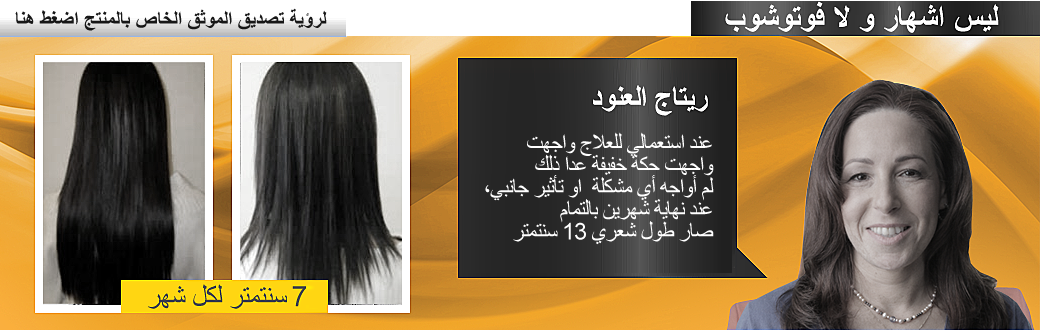 ليس اشهار و لا فوتوشوب
لرؤية تصديق الموثق الخاص بالمنتج اضغط هنا
ريتاج العنود
عند استعمالي للعلاج واجهت
واجهت حكة خفيفة عدا ذلك
لم أواجه أي مشكلة او تأثير جانبي،
عند نهاية شهرين بالتمام
صار طول شعري 13 سنتمتر
7 سنتمتر لكل شهر